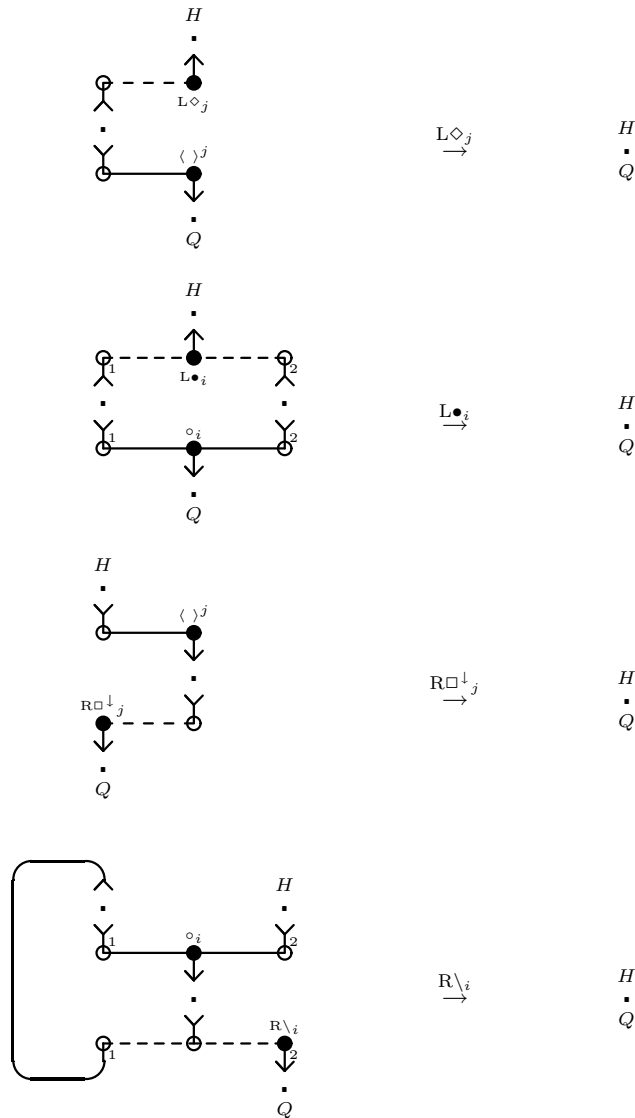 H
L◇j
⟨ ⟩j
Q
L◇j
→
H
Q
H
1 2
L•i
∘i
1 2
Q
L•i
→
H
Q
H
⟨ ⟩j
R□↓j
Q
R□↓j
→
H
Q
H
∘i
1 2
R\i
1 2
Q
R\i
→
H
Q